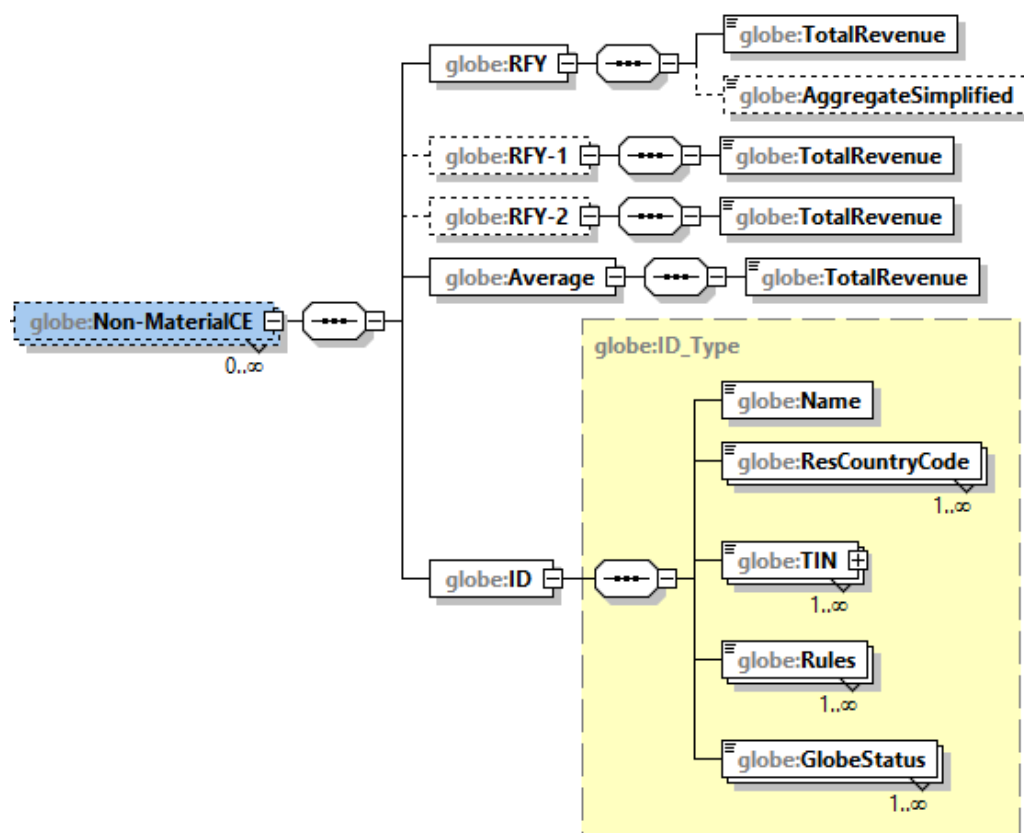 globe:RFY
globe:TotalRevenue
globe:AggregateSimplified
globe:RFY-1
globe:TotalRevenue
globe:RFY-2
globe:TotalRevenue
globe:Average
globe:TotalRevenue
globe:Non-MaterialCE
0..∞
globe:ID_Type
globe:Name
globe:ResCountryCode
1..∞
globe:ID
globe:TIN
1..∞
globe:Rules
1..∞
globe:GlobeStatus
1..∞